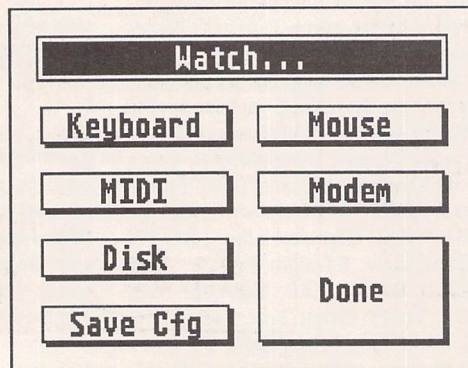 Watch...
Keyboard Mouse
MIDI Modem
Disk
Done
Save Cfg